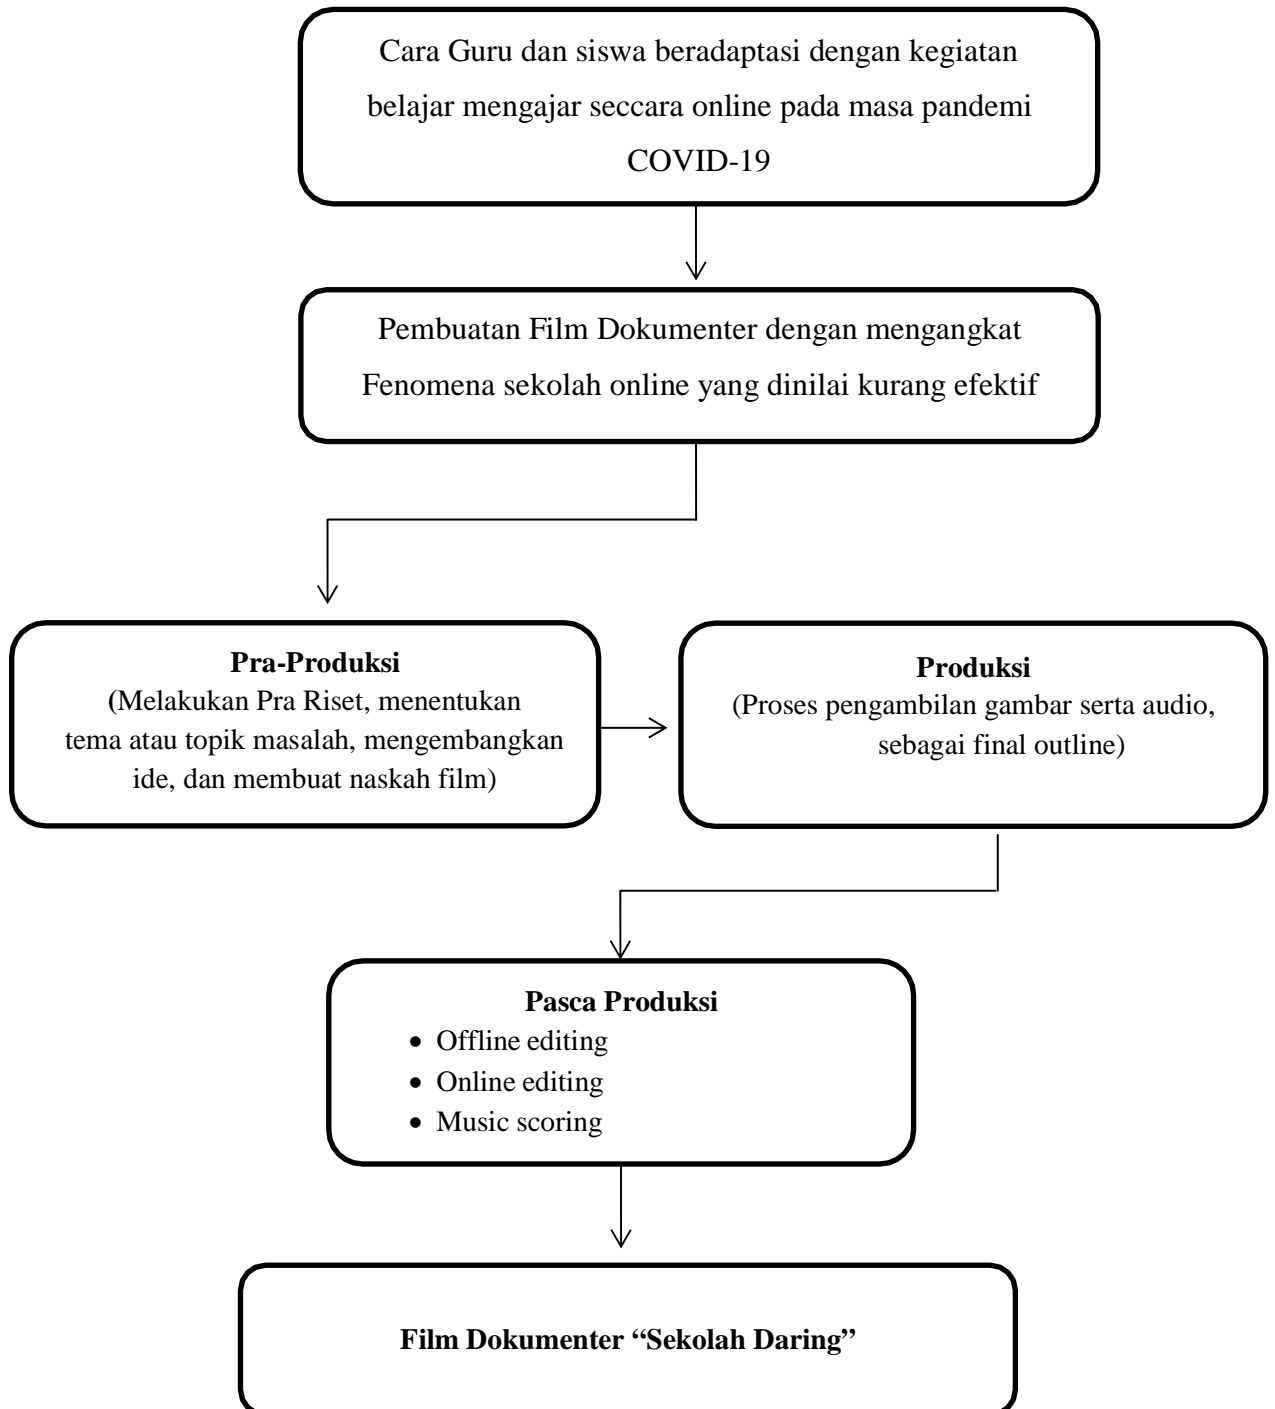 Cara Guru dan siswa beradaptasi dengan kegiatan
belajar mengajar seccara online pada masa pandemi
COVID-19
Pembuatan Film Dokumenter dengan mengangkat
Fenomena sekolah online yang dinilai kurang efektif
Pra-Produksi
(Melakukan Pra Riset, menentukan
tema atau topik masalah, mengembangkan
ide, dan membuat naskah film)
Produksi
(Proses pengambilan gambar serta audio,
sebagai final outline)
Pasca Produksi
• Offline editing
• Online editing
• Music scoring
Film Dokumenter “Sekolah Daring”